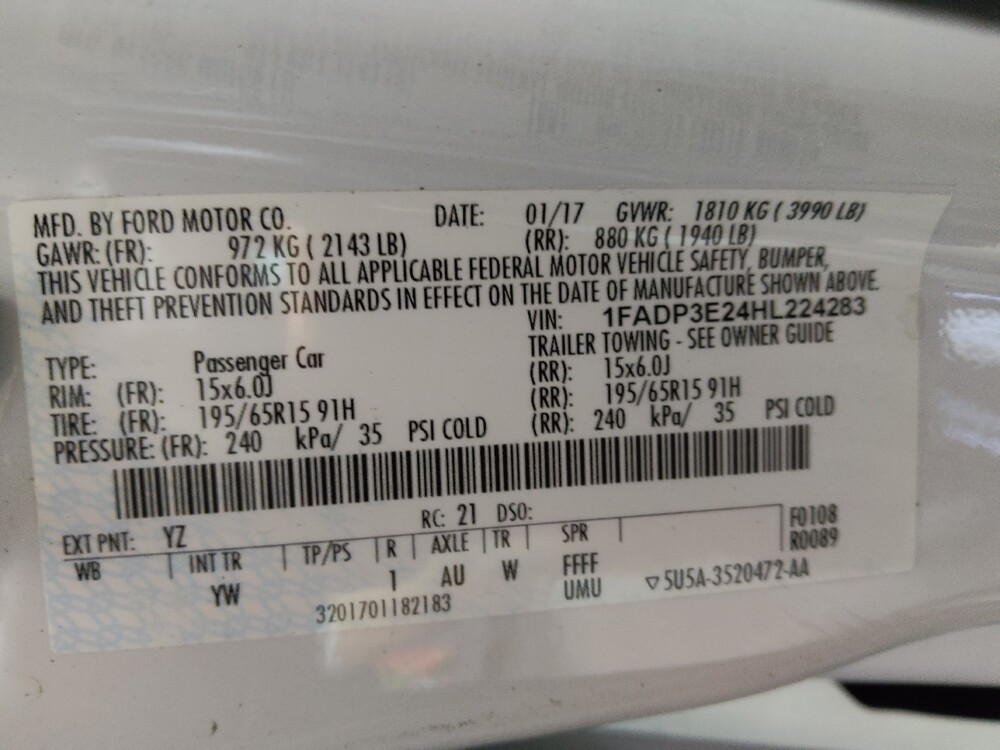 MFD. BY FORD MOTOR CO. DATE: 01/17 GVWR: 1810 KG ( 3990 LB)
GAWR: (FR): 972 KG ( 2143 LB) (RR): 880 KG ( 1940 LB)
THIS VEHICLE CONFORMS TO ALL APPLICABLE FEDERAL MOTOR VEHICLE SAFETY, BUMPER,
AND THEFT PREVENTION STANDARDS IN EFFECT ON THE DATE OF MANUFACTURE SHOWN ABOVE.
VIN: 1FADP3E24HL224283
TYPE: Passenger Car TRAILER TOWING - SEE OWNER GUIDE
RIM: (FR): 15x6.0J (RR): 15x6.0J
TIRE: (FR): 195/65R15 91H (RR): 195/65R15 91H
PRESSURE: (FR): 240 kPa/ 35 PSI COLD (RR): 240 kPa/ 35 PSI COLD
EXT PNT: YZ RC: 21 DSO: F0108
WB INT TR TP/PS R AXLE TR SPR R0089
YW 1 AU W FFFF
3201701182183 UMU ▽5U5A-3520472-AA